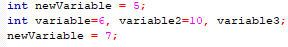 int newVariable = 5;
int variable=6, variable2=10, variable3;
newVariable = 7;